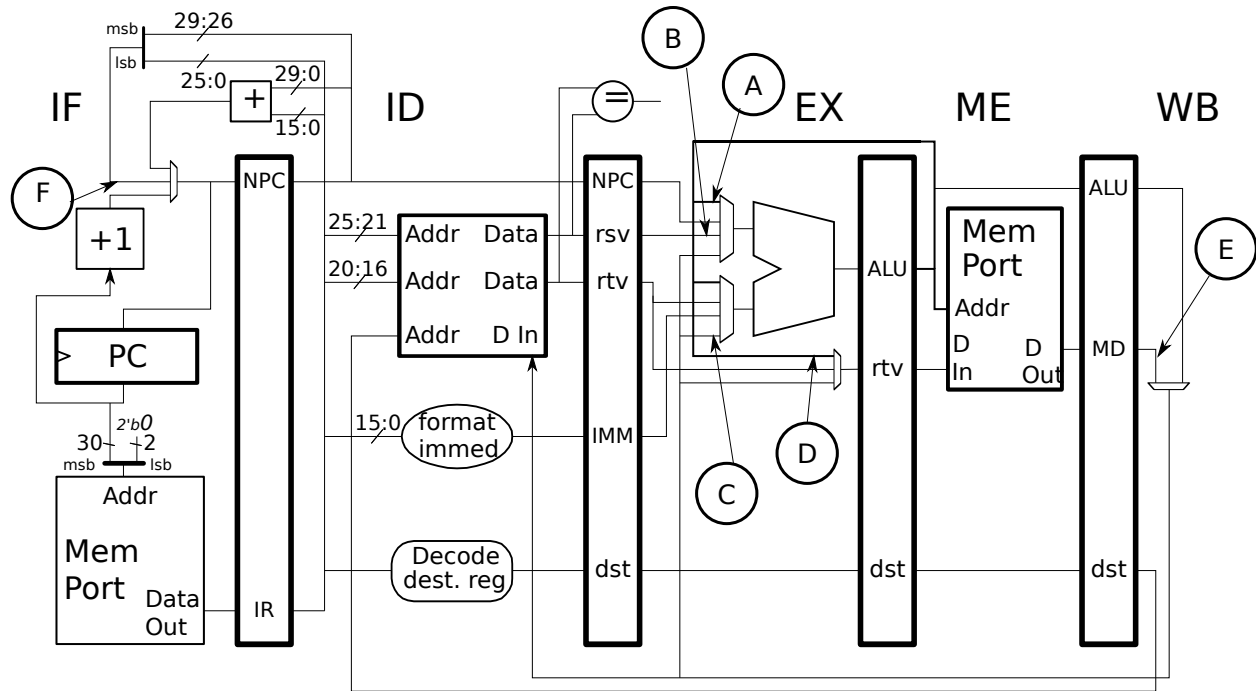 29:26
msb
lsb
25:0
29:0
+
15:0
=
B
A
IF
ID
EX
ME
WB
F
NPC
NPC
ALU
+1
25:21
Addr
Data
rsv
20:16
Addr
Data
rtv
Addr
D In
ALU
Mem
Port
Addr
D
In
D
Out
MD
E
PC
rtv
2'b0
30
2
msb
lsb
Addr
Mem
Port
Data
Out
15:0
format
immed
IMM
D
C
IR
Decode
dest. reg
dst
dst
dst